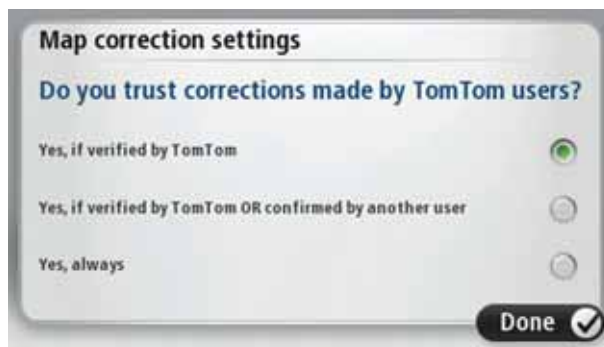 Map correction settings
Do you trust corrections made by TomTom users?
Yes, if verified by TomTom
Yes, if verified by TomTom OR confirmed by another user
Yes, always
Done